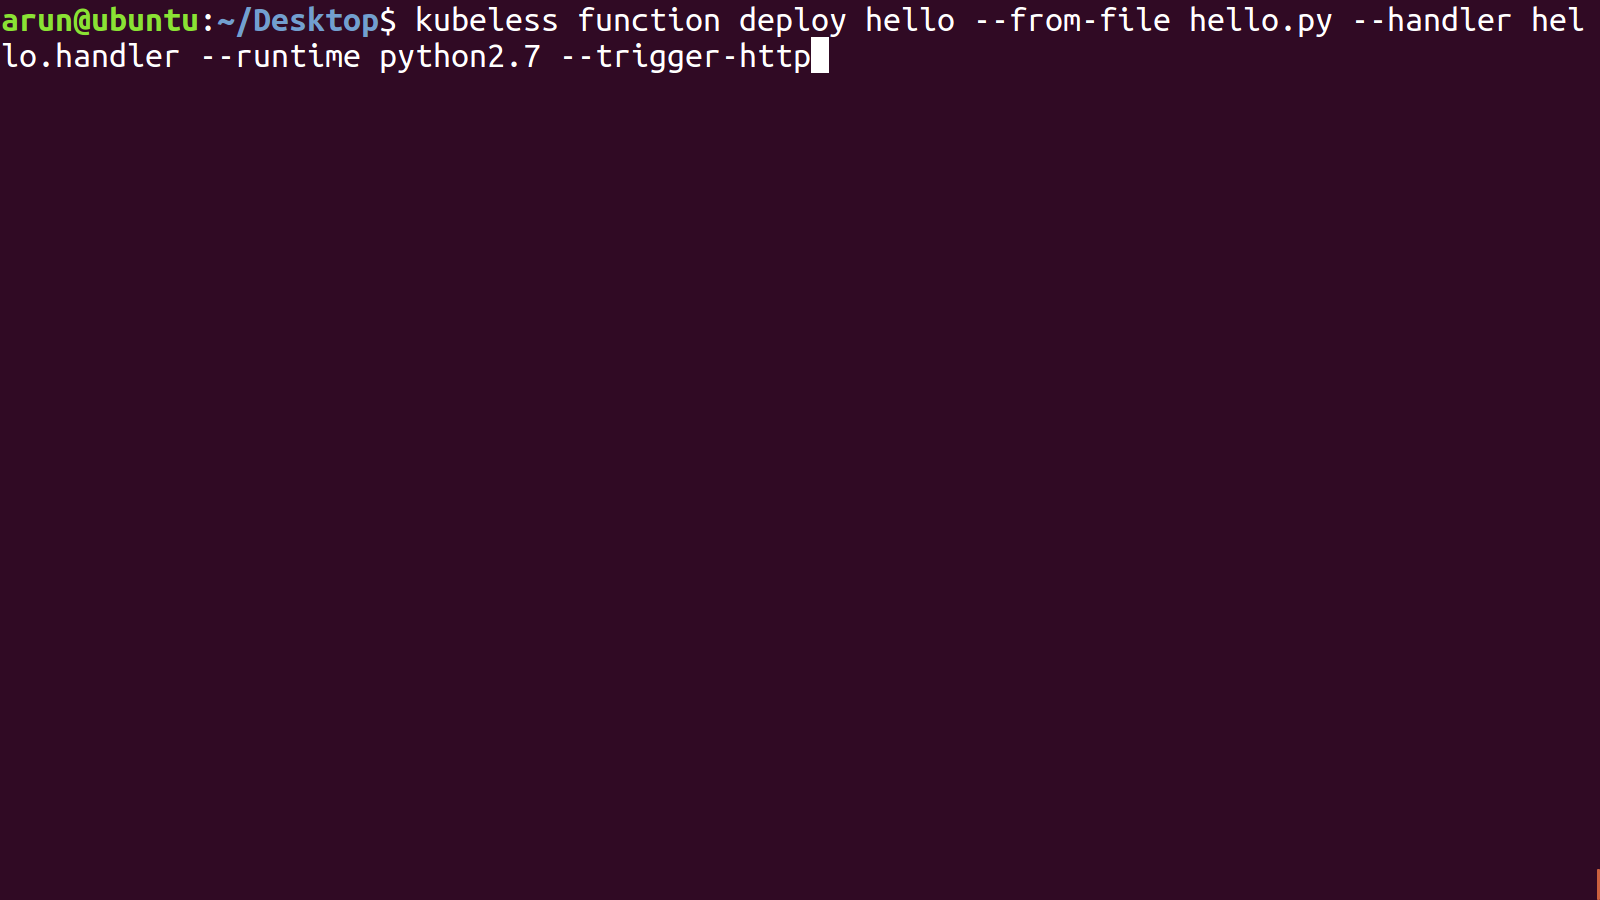 arun@ubuntu:~/Desktop$ kubeless function deploy hello --from-file hello.py --handler hel
lo.handler --runtime python2.7 --trigger-http